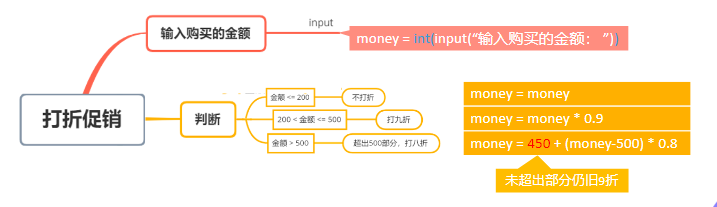 输入购买的金额
input
money = int(input(“输入购买的金额： ”))
打折促销
判断
金额 <= 200
不打折
200 < 金额 <= 500
打九折
金额 > 500
超出500部分，打八折
money = money
money = money * 0.9
money = 450 + (money-500) * 0.8
未超出部分仍旧9折